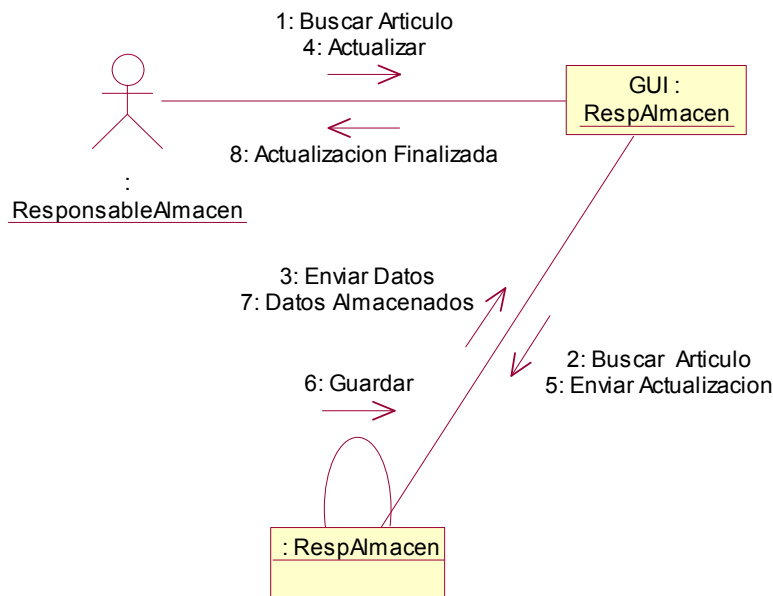 1: Buscar Articulo
4: Actualizar
GUI :
RespAlmacen
8: Actualizacion Finalizada
:
ResponsableAlmacen
3: Enviar Datos
7: Datos Almacenados
2: Buscar Articulo
5: Enviar Actualizacion
6: Guardar
: RespAlmacen